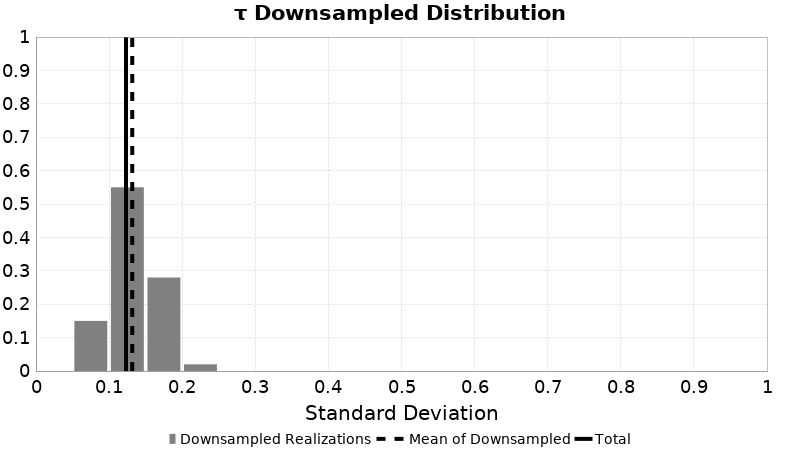 τ Downsampled Distribution
1
0.9
0.8
0.7
0.6
0.5
0.4
0.3
0.2
0.1
0
0 0.1 0.2 0.3 0.4 0.5 0.6 0.7 0.8 0.9 1
Standard Deviation
Downsampled Realizations Mean of Downsampled Total